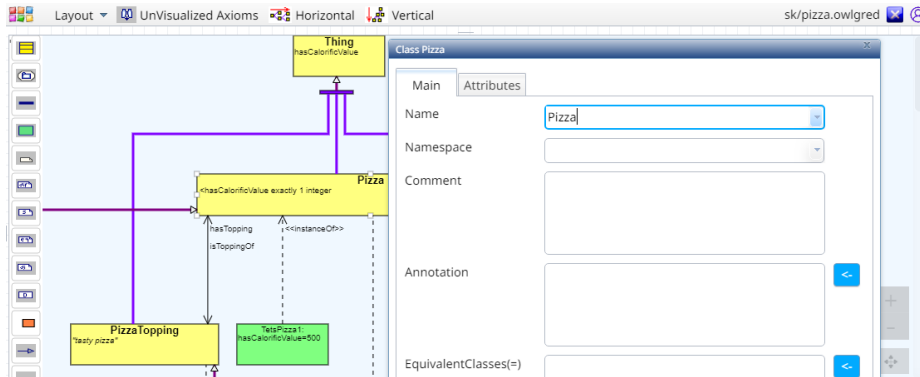 Layout UnVisualized Axioms Horizontal Vertical sk/pizza.owlgred
Thing
hasCalorificValue
Class Pizza x
Main Attributes
Name Pizza
Namespace
Comment
Pizza
<hasCalorificValue exactly 1 integer
hasTopping
isToppingOf
<<instanceOf>>
Annotation <-
PizzaTopping
"tasty pizza"
TetsPizza1:
hasCalorificValue=500
EquivalentClasses(=) <-